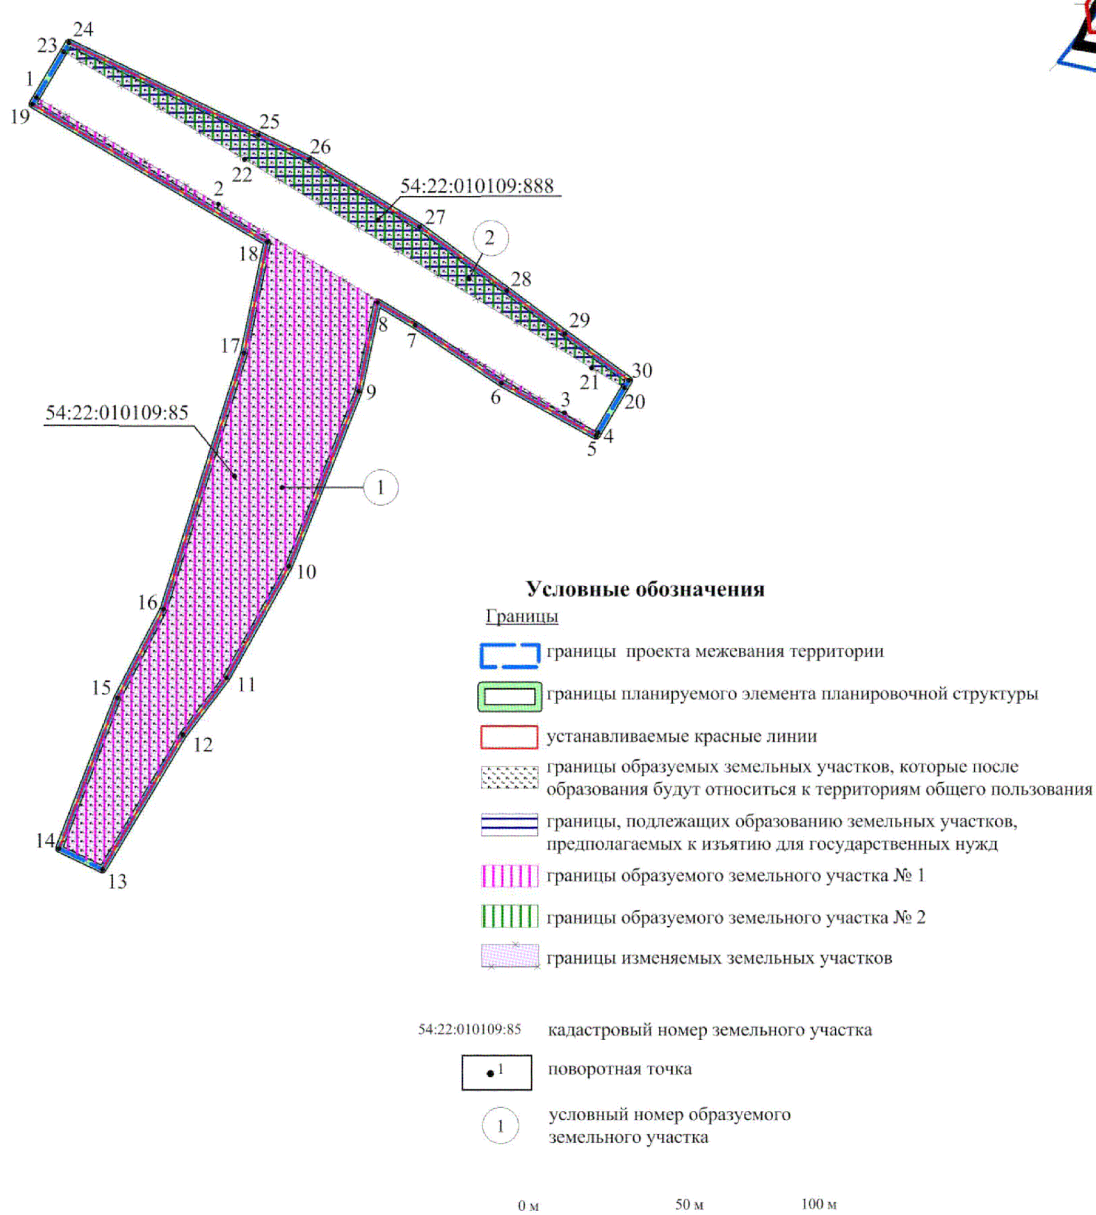 24
23
1
19
25
26
22
54:22:010109:888
2
27
2
18
28
8
7
29
17
21
30
20
9
6
3
54:22:010109:85
4
5
1
10
Условные обозначения
16
Границы
границы проекта межевания территории
11
15
границы планируемого элемента планировочной структуры
12
устанавливаемые красные линии
границы образуемых земельных участков, которые после
образования будут относиться к территориям общего пользования
границы, подлежащих образованию земельных участков,
14
предполагаемых к изъятию для государственных нужд
13
границы образуемого земельного участка № 1
границы образуемого земельного участка № 2
границы изменяемых земельных участков
54:22:010109:85 кадастровый номер земельного участка
1 поворотная точка
1 условный номер образуемого
земельного участка
0 м 50 м 100 м